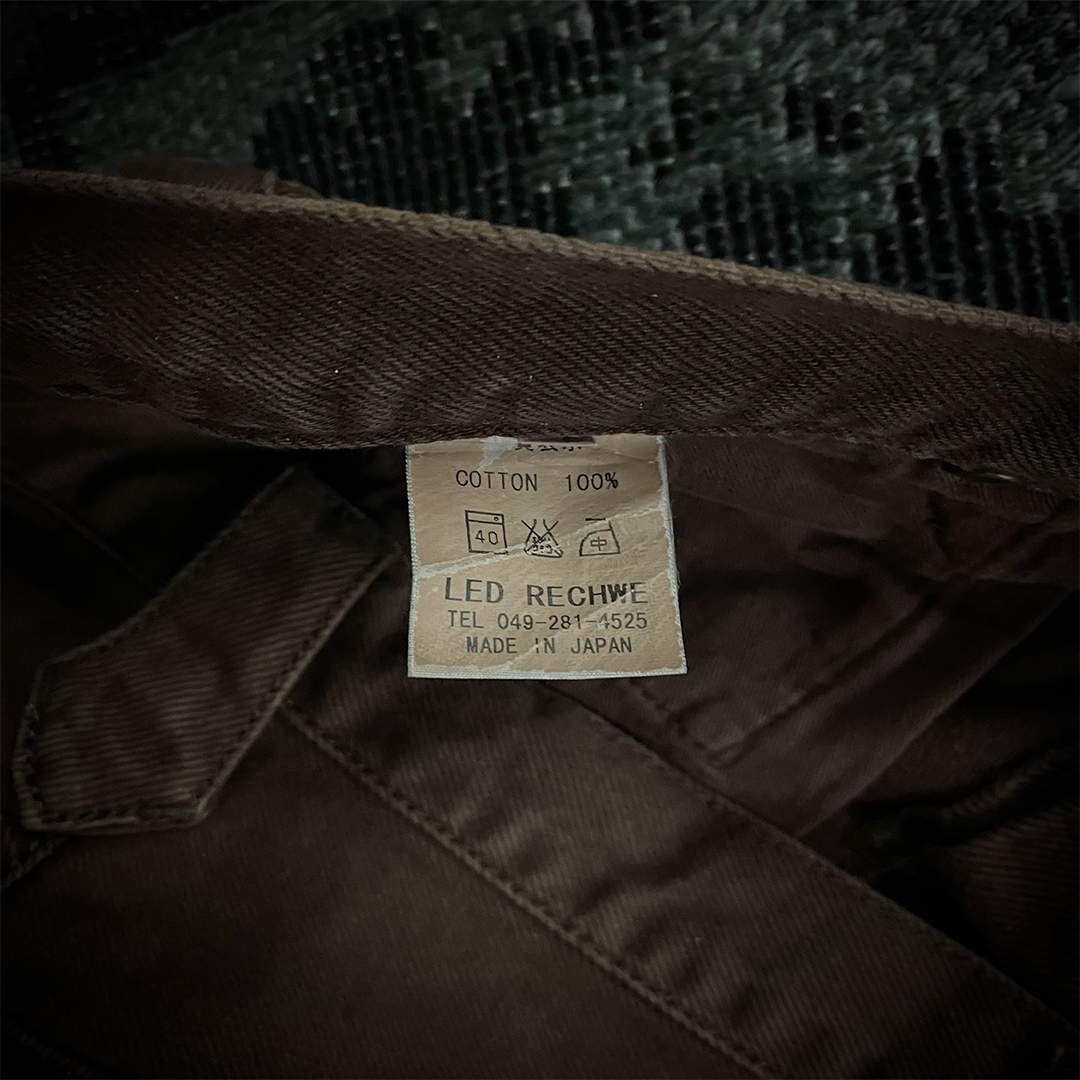 COTTON 100%
40 中
LED RECHWE
TEL 049-281-4525
MADE IN JAPAN